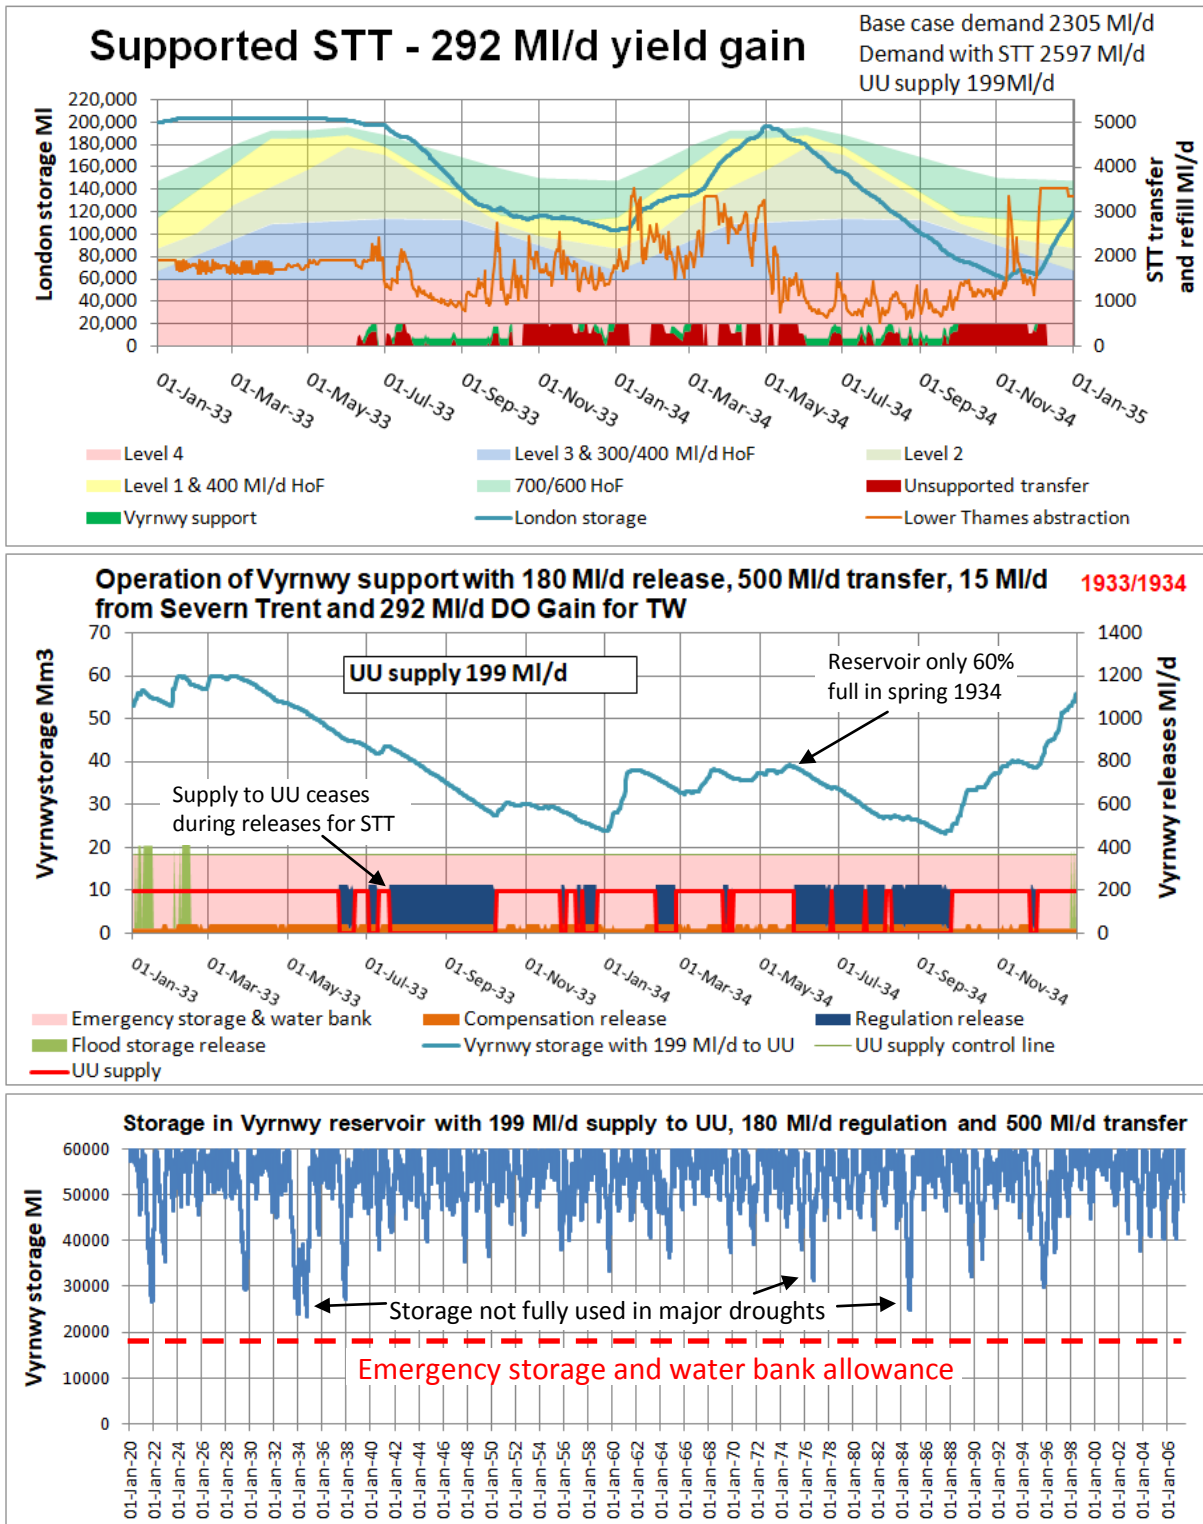 Supported STT - 292 Ml/d yield gain
Base case demand 2305 Ml/d
Demand with STT 2597 Ml/d
UU supply 199Ml/d
London storage Ml
220,000
200,000
180,000
160,000
140,000
120,000
100,000
80,000
60,000
40,000
20,000
0
5000
4000
3000
2000
1000
0
STT transfer
and refill Ml/d
01-Jan-33
01-Mar-33
01-May-33
01-Jul-33
01-Sep-33
01-Nov-33
01-Jan-34
01-Mar-34
01-May-34
01-Jul-34
01-Sep-34
01-Nov-34
01-Jan-35
Level 4
Level 3 & 300/400 Ml/d HoF
Level 2
Level 1 & 400 Ml/d HoF
700/600 HoF
Unsupported transfer
Vyrnwy support
London storage
Lower Thames abstraction
Operation of Vyrnwy support with 180 Ml/d release, 500 Ml/d transfer, 15 Ml/d
from Severn Trent and 292 Ml/d DO Gain for TW
1933/1934
Vyrnwystorage Mm3
70
60
50
40
30
20
10
0
1400
1200
1000
800
600
400
200
0
Vyrnwy releases Ml/d
UU supply 199 Ml/d
Reservoir only 60%
full in spring 1934
Supply to UU ceases
during releases for STT
01-Jan-33
01-Mar-33
01-May-33
01-Jul-33
01-Sep-33
01-Nov-33
01-Jan-34
01-Mar-34
01-May-34
01-Jul-34
01-Sep-34
01-Nov-34
Emergency storage & water bank
Compensation release
Regulation release
Flood storage release
Vyrnwy storage with 199 Ml/d to UU
UU supply control line
UU supply
Storage in Vyrnwy reservoir with 199 Ml/d supply to UU, 180 Ml/d regulation and 500 Ml/d transfer
Vyrnwy storage Ml
60000
50000
40000
30000
20000
10000
0
Storage not fully used in major droughts
Emergency storage and water bank allowance
01-Jan-20
01-Jan-22
01-Jan-24
01-Jan-26
01-Jan-28
01-Jan-30
01-Jan-32
01-Jan-34
01-Jan-36
01-Jan-38
01-Jan-40
01-Jan-42
01-Jan-44
01-Jan-46
01-Jan-48
01-Jan-50
01-Jan-52
01-Jan-54
01-Jan-56
01-Jan-58
01-Jan-60
01-Jan-62
01-Jan-64
01-Jan-66
01-Jan-68
01-Jan-70
01-Jan-72
01-Jan-74
01-Jan-76
01-Jan-78
01-Jan-80
01-Jan-82
01-Jan-84
01-Jan-86
01-Jan-88
01-Jan-90
01-Jan-92
01-Jan-94
01-Jan-96
01-Jan-98
01-Jan-00
01-Jan-02
01-Jan-04
01-Jan-06